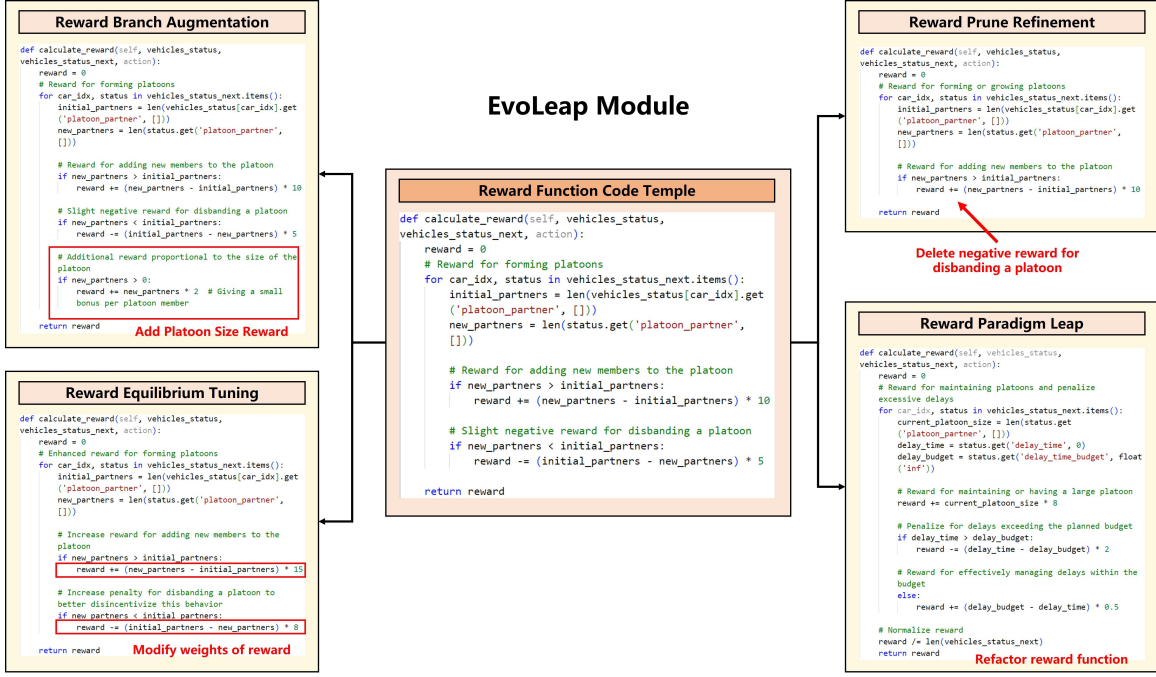 Reward Branch Augmentation
def calculate_reward(self, vehicles_status,
vehicles_status_next, action):
reward = 0
# Reward for forming platoons
for car_idx, status in vehicles_status_next.items():
initial_partners = len(vehicles_status[car_idx].get
('platoon_partner', []))
new_partners = len(status.get('platoon_partner',
[]))
# Reward for adding new members to the platoon
if new_partners > initial_partners:
reward += (new_partners - initial_partners) * 10
# Slight negative reward for disbanding a platoon
if new_partners < initial_partners:
reward -= (initial_partners - new_partners) * 5
# Additional reward proportional to the size of the
platoon
if new_partners > 0:
reward += new_partners * 2 # Giving a small
bonus per platoon member
return reward
Add Platoon Size Reward
Reward Equilibrium Tuning
def calculate_reward(self, vehicles_status,
vehicles_status_next, action):
reward = 0
# Enhanced reward for forming platoons
for car_idx, status in vehicles_status_next.items():
initial_partners = len(vehicles_status[car_idx].get
('platoon_partner', []))
new_partners = len(status.get('platoon_partner',
[]))
# Increase reward for adding new members to the
platoon
if new_partners > initial_partners:
reward += (new_partners - initial_partners) * 15
# Increase penalty for disbanding a platoon to
better disincentivize this behavior
if new_partners < initial_partners:
reward -= (initial_partners - new_partners) * 8
return reward
Modify weights of reward
EvoLeap Module
Reward Function Code Temple
def calculate_reward(self, vehicles_status,
vehicles_status_next, action):
reward = 0
# Reward for forming platoons
for car_idx, status in vehicles_status_next.items():
initial_partners = len(vehicles_status[car_idx].get
('platoon_partner', []))
new_partners = len(status.get('platoon_partner',
[]))
# Reward for adding new members to the platoon
if new_partners > initial_partners:
reward += (new_partners - initial_partners) * 10
# Slight negative reward for disbanding a platoon
if new_partners < initial_partners:
reward -= (initial_partners - new_partners) * 5
return reward
Reward Prune Refinement
def calculate_reward(self, vehicles_status,
vehicles_status_next, action):
reward = 0
# Reward for forming or growing platoons
for car_idx, status in vehicles_status_next.items():
initial_partners = len(vehicles_status[car_idx].get
('platoon_partner', []))
new_partners = len(status.get('platoon_partner',
[]))
# Reward for adding new members to the platoon
if new_partners > initial_partners:
reward += (new_partners - initial_partners) * 10
return reward
Delete negative reward for
disbanding a platoon
Reward Paradigm Leap
def calculate_reward(self, vehicles_status,
vehicles_status_next, action):
reward = 0
# Reward for maintaining platoons and penalize
excessive delays
for car_idx, status in vehicles_status_next.items():
current_platoon_size = len(status.get
('platoon_partner', []))
delay_time = status.get('delay_time', 0)
delay_budget = status.get('delay_time_budget', float
('inf'))
# Reward for maintaining or having a large platoon
reward += current_platoon_size * 8
# Penalize for delays exceeding the planned budget
if delay_time > delay_budget:
reward -= (delay_time - delay_budget) * 2
# Reward for effectively managing delays within the
budget
else:
reward += (delay_budget - delay_time) * 0.5
# Normalize reward
reward /= len(vehicles_status_next)
return reward
Refactor reward function